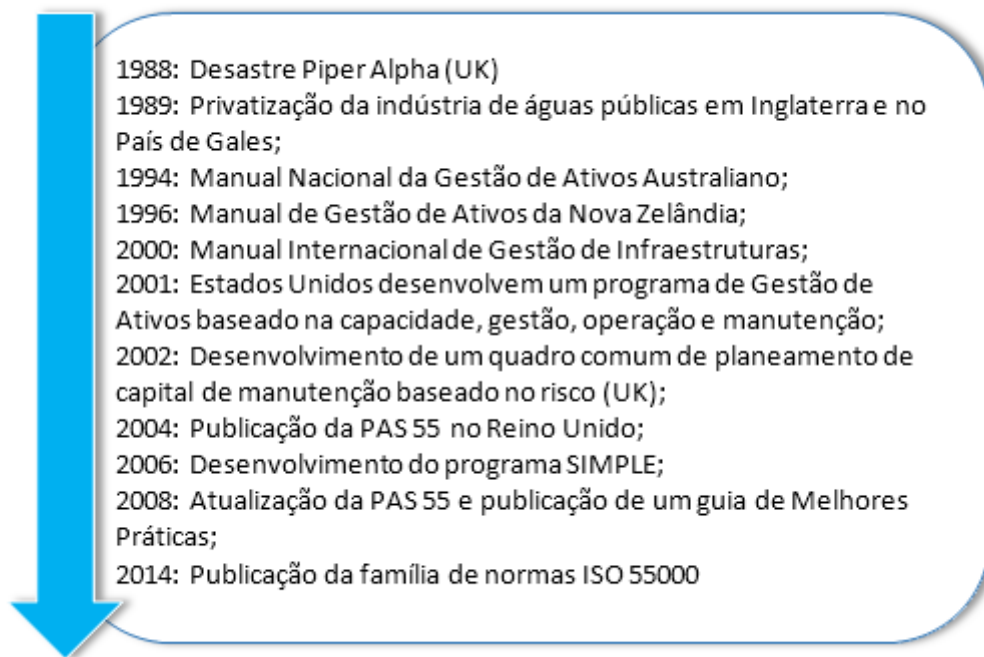 1988: Desastre Piper Alpha (UK)
1989: Privatização da indústria de águas públicas em Inglaterra e no
País de Gales;
1994: Manual Nacional da Gestão de Ativos Australiano;
1996: Manual de Gestão de Ativos da Nova Zelândia;
2000: Manual Internacional de Gestão de Infraestruturas;
2001: Estados Unidos desenvolvem um programa de Gestão de
Ativos baseado na capacidade, gestão, operação e manutenção;
2002: Desenvolvimento de um quadro comum de planeamento de
capital de manutenção baseado no risco (UK);
2004: Publicação da PAS 55 no Reino Unido;
2006: Desenvolvimento do programa SIMPLE;
2008: Atualização da PAS 55 e publicação de um guia de Melhores
Práticas;
2014: Publicação da família de normas ISO 55000